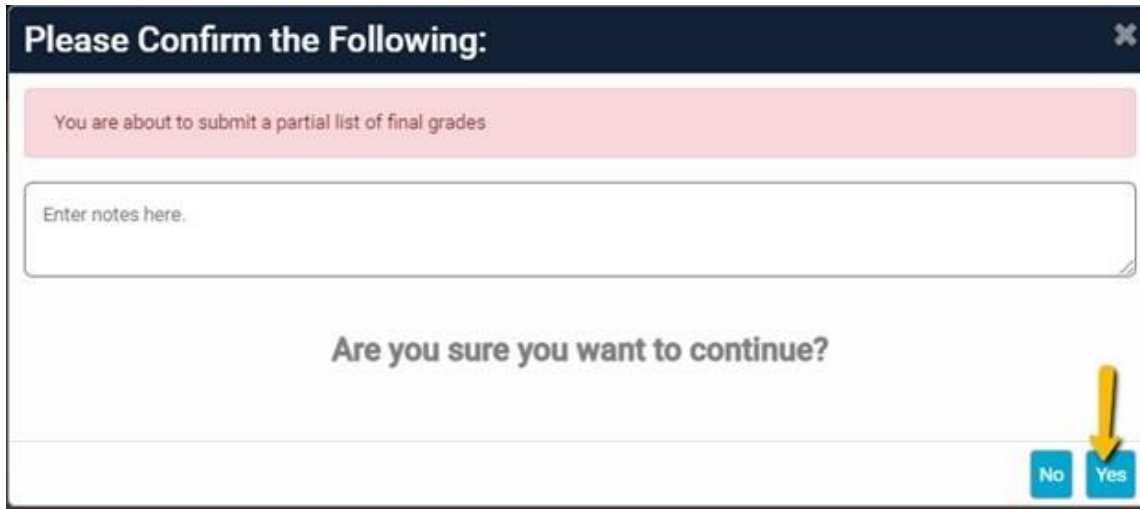 Please Confirm the Following:
You are about to submit a partial list of final grades
Enter notes here.
Are you sure you want to continue?
No Yes